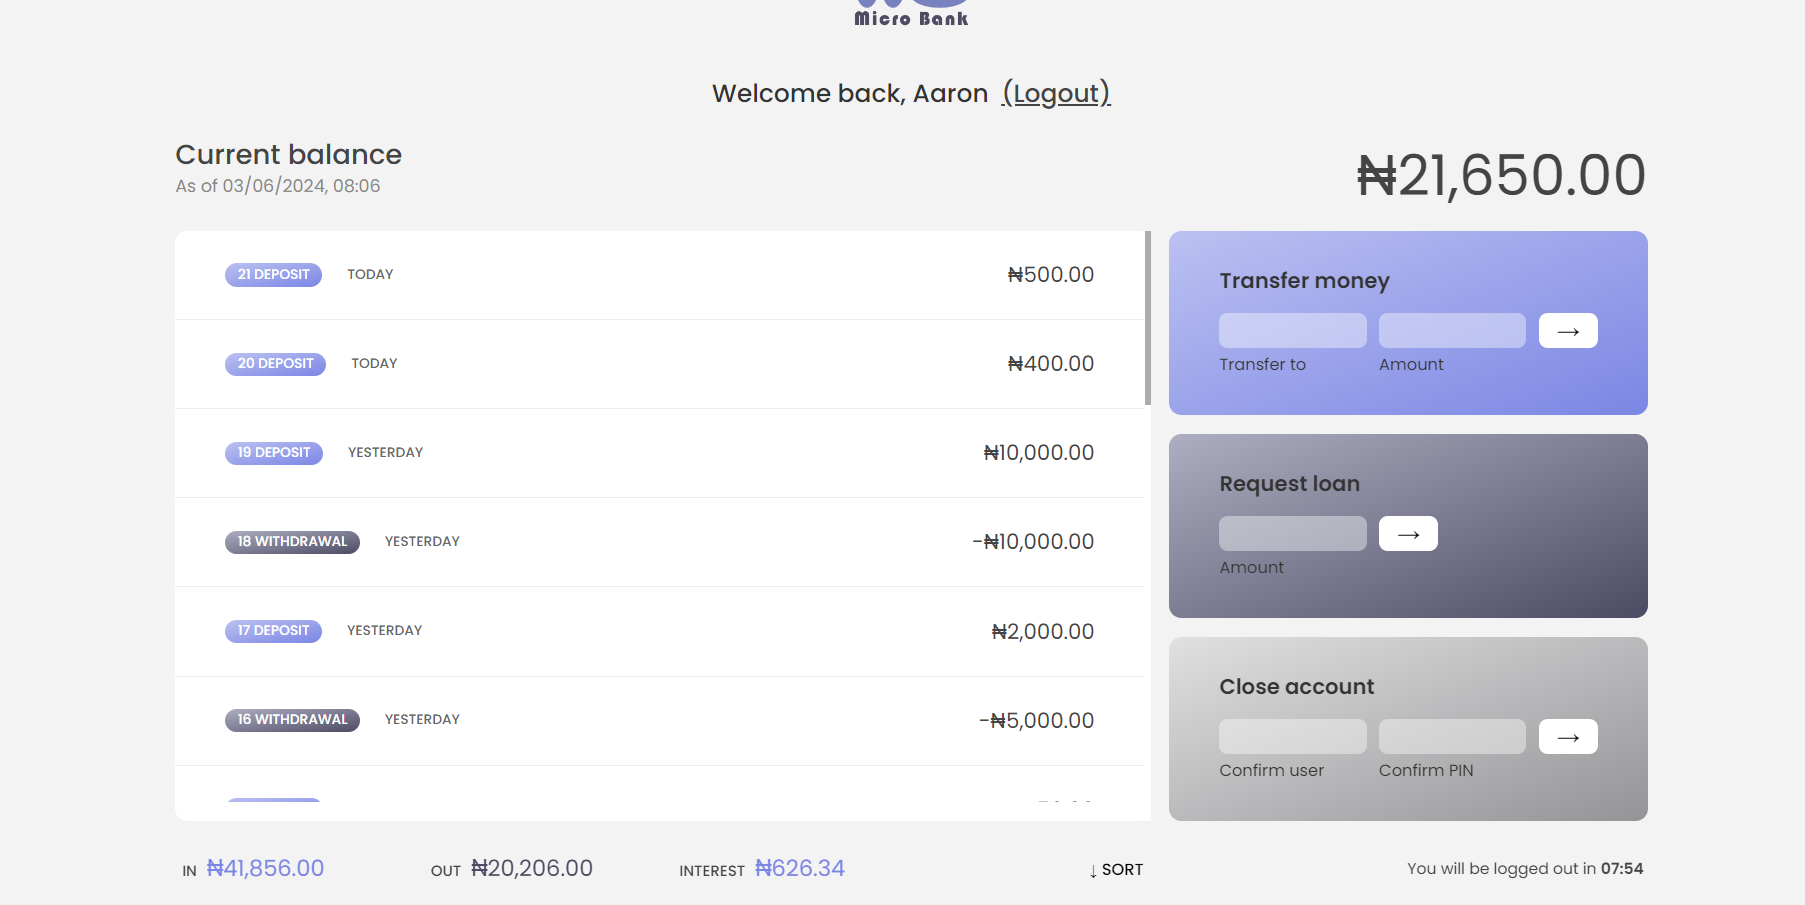 Micro Bank
Welcome back, Aaron (Logout)
Current balance
As of 03/06/2024, 08:06
₦21,650.00
21 DEPOSIT TODAY ₦500.00
20 DEPOSIT TODAY ₦400.00
19 DEPOSIT YESTERDAY ₦10,000.00
18 WITHDRAWAL YESTERDAY -₦10,000.00
17 DEPOSIT YESTERDAY ₦2,000.00
16 WITHDRAWAL YESTERDAY -₦5,000.00
Transfer money
→
Transfer to Amount
Request loan
→
Amount
Close account
→
Confirm user Confirm PIN
IN ₦41,856.00 OUT ₦20,206.00 INTEREST ₦626.34 ↓ SORT
You will be logged out in 07:54